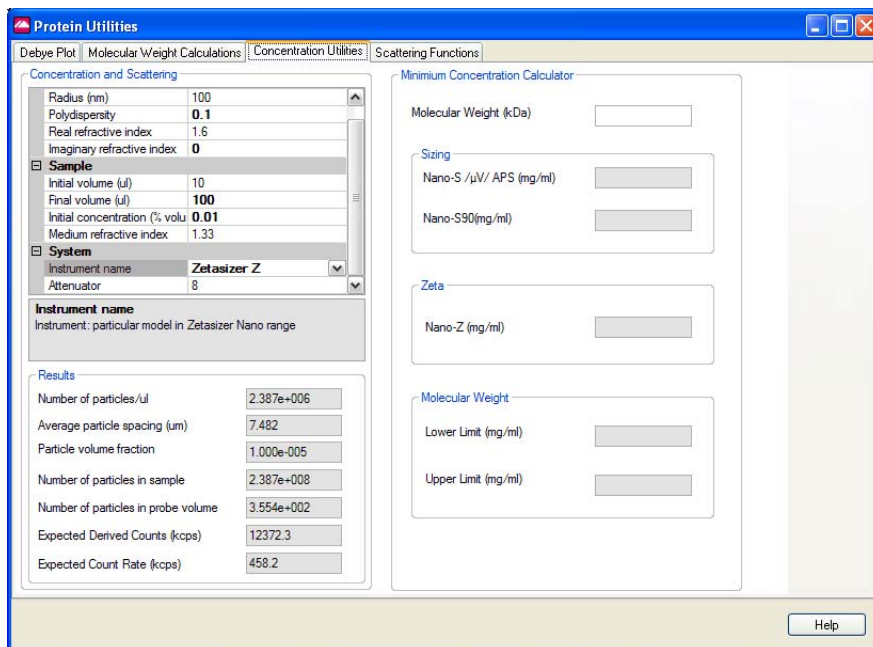 Protein Utilities
Debye Plot Molecular Weight Calculations Concentration Utilities Scattering Functions
Concentration and Scattering
Radius (nm) 100
Polydispersity 0.1
Real refractive index 1.6
Imaginary refractive index 0
Sample
Initial volume (ul) 10
Final volume (ul) 100
Initial concentration (% volu 0.01
Medium refractive index 1.33
System
Instrument name Zetasizer Z
Attenuator 8
Instrument name
Instrument: particular model in Zetasizer Nano range
Results
Number of particles/ul 2.387e+006
Average particle spacing (um) 7.482
Particle volume fraction 1.000e-005
Number of particles in sample 2.387e+008
Number of particles in probe volume 3.554e+002
Expected Derived Counts (kcps) 12372.3
Expected Count Rate (kcps) 458.2
Minimum Concentration Calculator
Molecular Weight (kDa)
Sizing
Nano-S /µV/ APS (mg/ml)
Nano-S90(mg/ml)
Zeta
Nano-Z (mg/ml)
Molecular Weight
Lower Limit (mg/ml)
Upper Limit (mg/ml)
Help